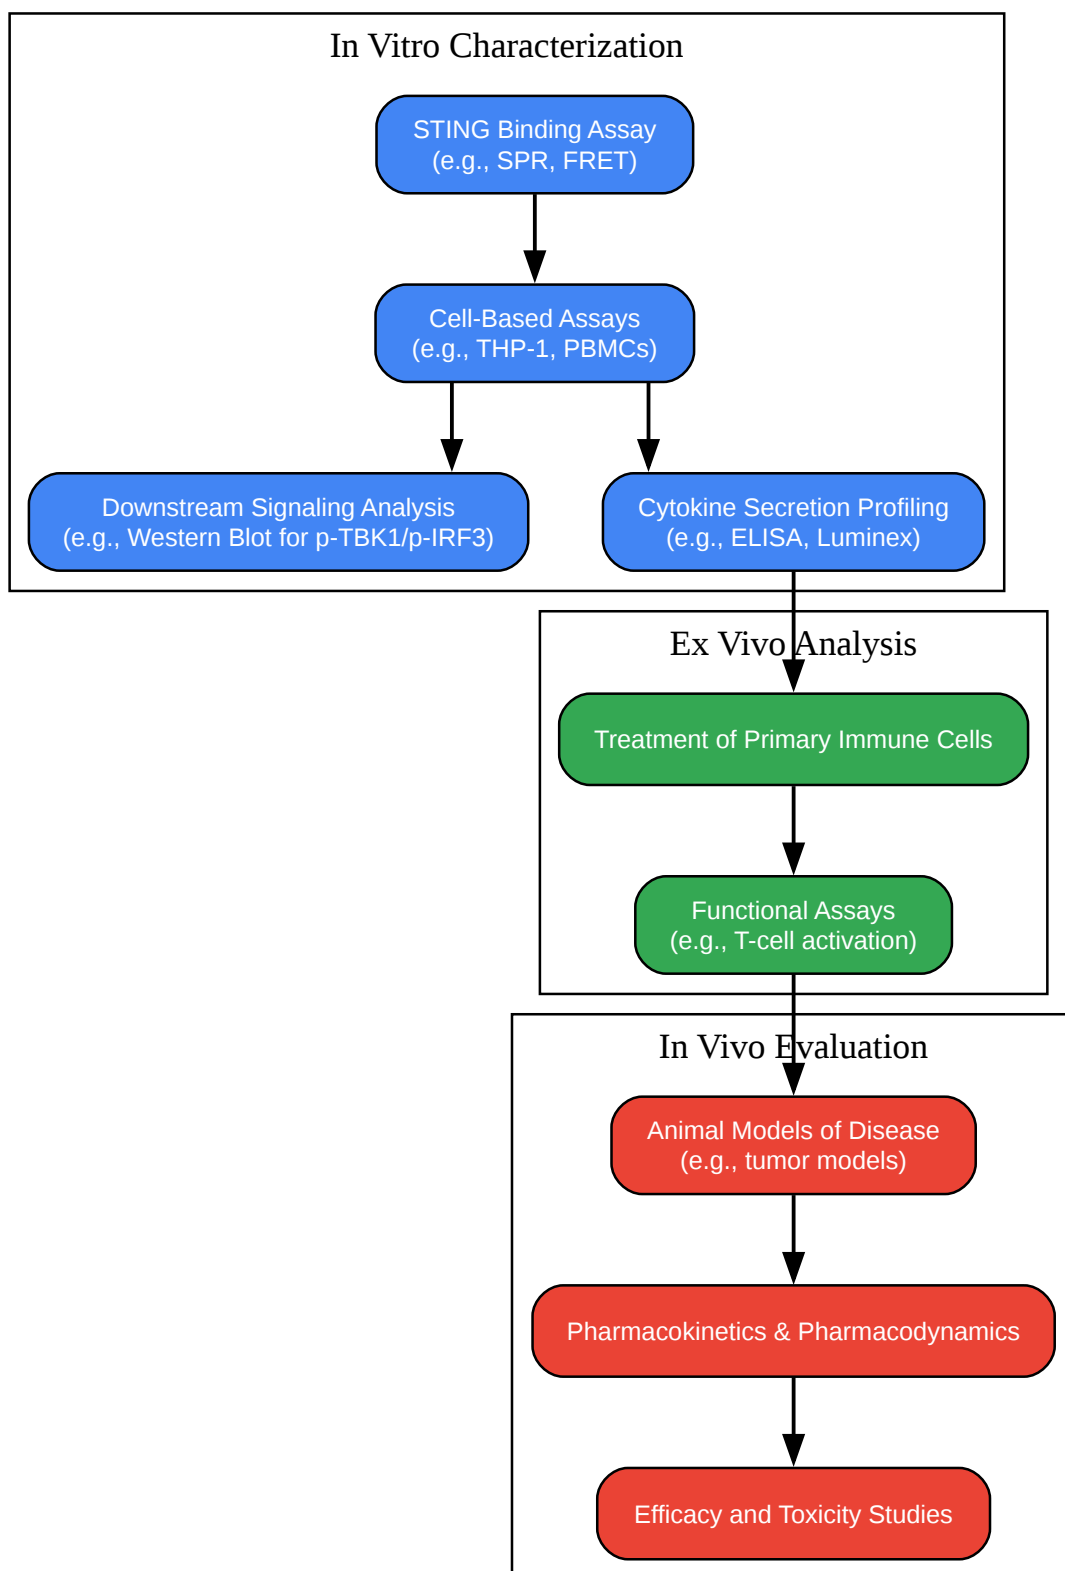 In Vitro Characterization
STING Binding Assay
(e.g., SPR, FRET)
Cell-Based Assays
(e.g., THP-1, PBMCs)
Downstream Signaling Analysis
(e.g., Western Blot for p-TBK1/p-IRF3)
Cytokine Secretion Profiling
(e.g., ELISA, Luminex)
Ex Vivo Analysis
Treatment of Primary Immune Cells
Functional Assays
(e.g., T-cell activation)
In Vivo Evaluation
Animal Models of Disease
(e.g., tumor models)
Pharmacokinetics & Pharmacodynamics
Efficacy and Toxicity Studies